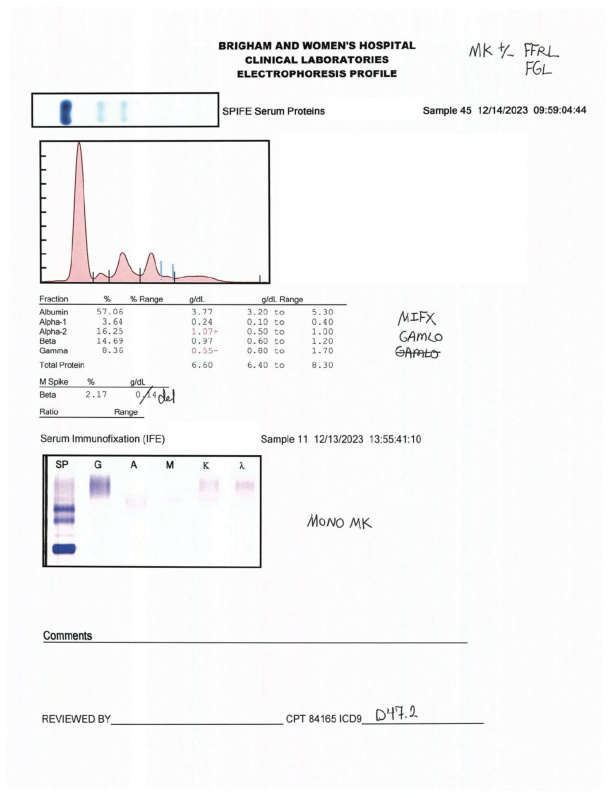 BRIGHAM AND WOMEN'S HOSPITAL
CLINICAL LABORATORIES
ELECTROPHORESIS PROFILE
MK +/- FFRL
FGL
SPIFE Serum Proteins Sample 45 12/14/2023 09:59:04:44
Fraction % % Range g/dL g/dL Range
Albumin 57.06 3.77 3.20 to 5.30
Alpha-1 3.64 0.24 0.10 to 0.40
Alpha-2 16.25 1.07+ 0.50 to 1.00
Beta 14.69 0.97 0.60 to 1.20
Gamma 8.36 0.55- 0.80 to 1.70
Total Protein 6.60 6.40 to 8.30
MIFX
GAMLO
GAMLO
M Spike % g/dL
Beta 2.17 0.14 del
Ratio Range
Serum Immunofixation (IFE) Sample 11 12/13/2023 13:55:41:10
SP G A M K λ
MONO MK
Comments
REVIEWED BY CPT 84165 ICD9 D47.2